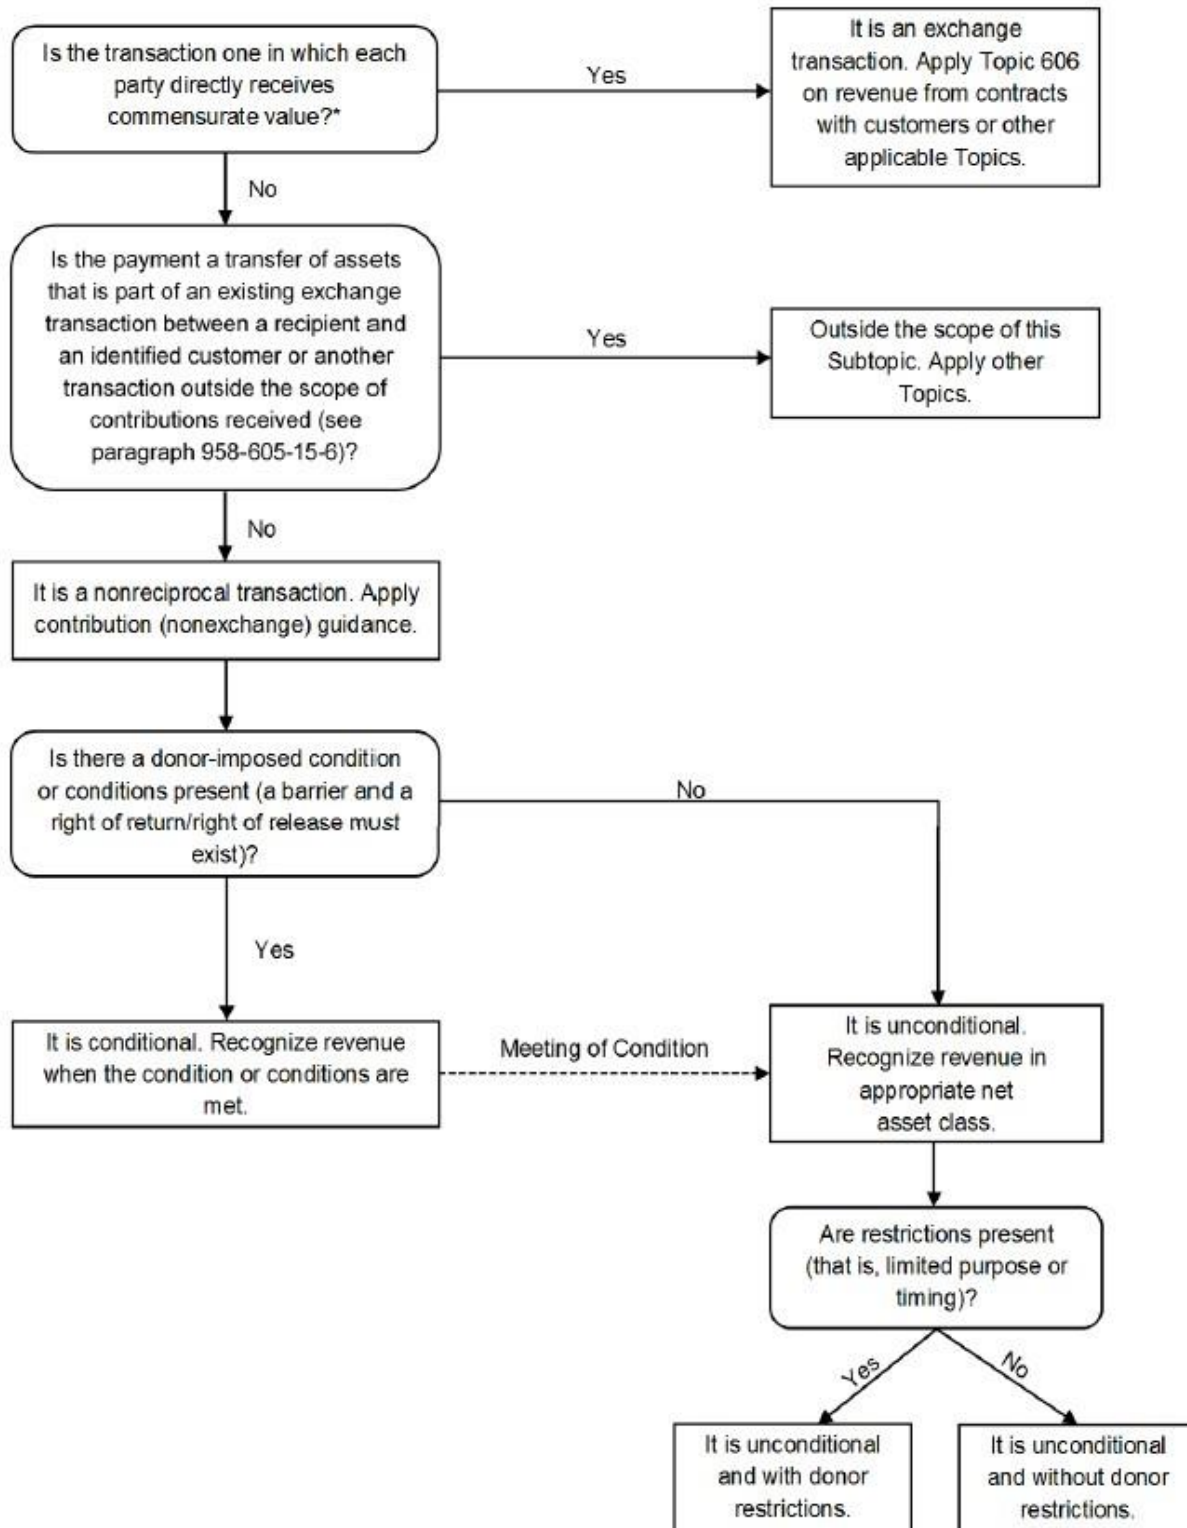 Is the transaction one in which each
party directly receives
commensurate value?*
Yes
It is an exchange
transaction. Apply Topic 606
on revenue from contracts
with customers or other
applicable Topics.
No
Is the payment a transfer of assets
that is part of an existing exchange
transaction between a recipient and
an identified customer or another
transaction outside the scope of
contributions received (see
paragraph 958-605-15-6)?
Yes
Outside the scope of this
Subtopic. Apply other
Topics.
No
It is a nonreciprocal transaction. Apply
contribution (nonexchange) guidance.
Is there a donor-imposed condition
or conditions present (a barrier and a
right of return/right of release must
exist)?
No
Yes
It is conditional. Recognize revenue
when the condition or conditions are
met.
Meeting of Condition
It is unconditional.
Recognize revenue in
appropriate net
asset class.
Are restrictions present
(that is, limited purpose or
timing)?
Yes
No
It is unconditional
and with donor
restrictions.
It is unconditional
and without donor
restrictions.